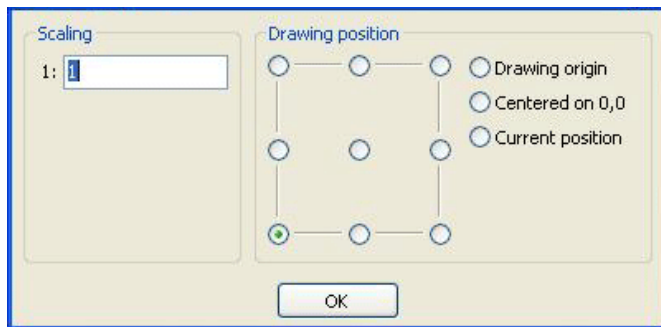 Scaling
1: 1
Drawing position
Drawing origin
Centered on 0,0
Current position
OK